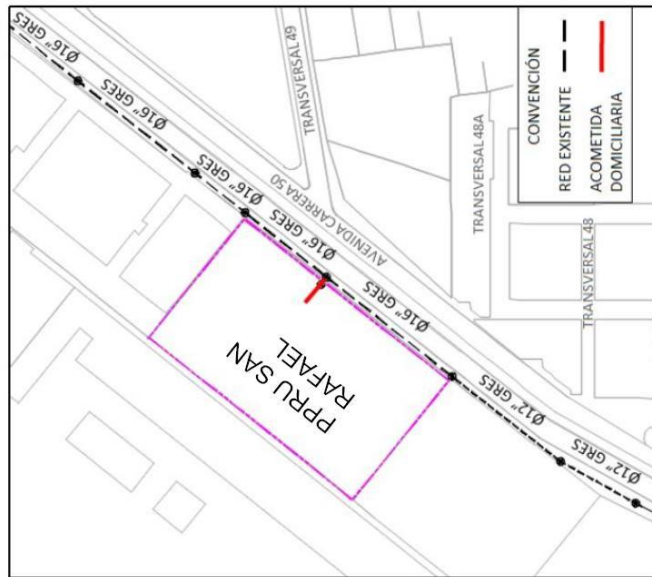 Ø16" GRES
Ø16" GRES
Ø16" GRES
Ø16" GRES
Ø16" GRES
Ø12" GRES
Ø12" GRES
TRANSVERSAL 49
AVENIDA CARRERA 50
TRANSVERSAL 48A
TRANSVERSAL 48
PPRU SAN
RAFAEL
CONVENCIÓN
RED EXISTENTE
ACOMETIDA
DOMICILIARIA